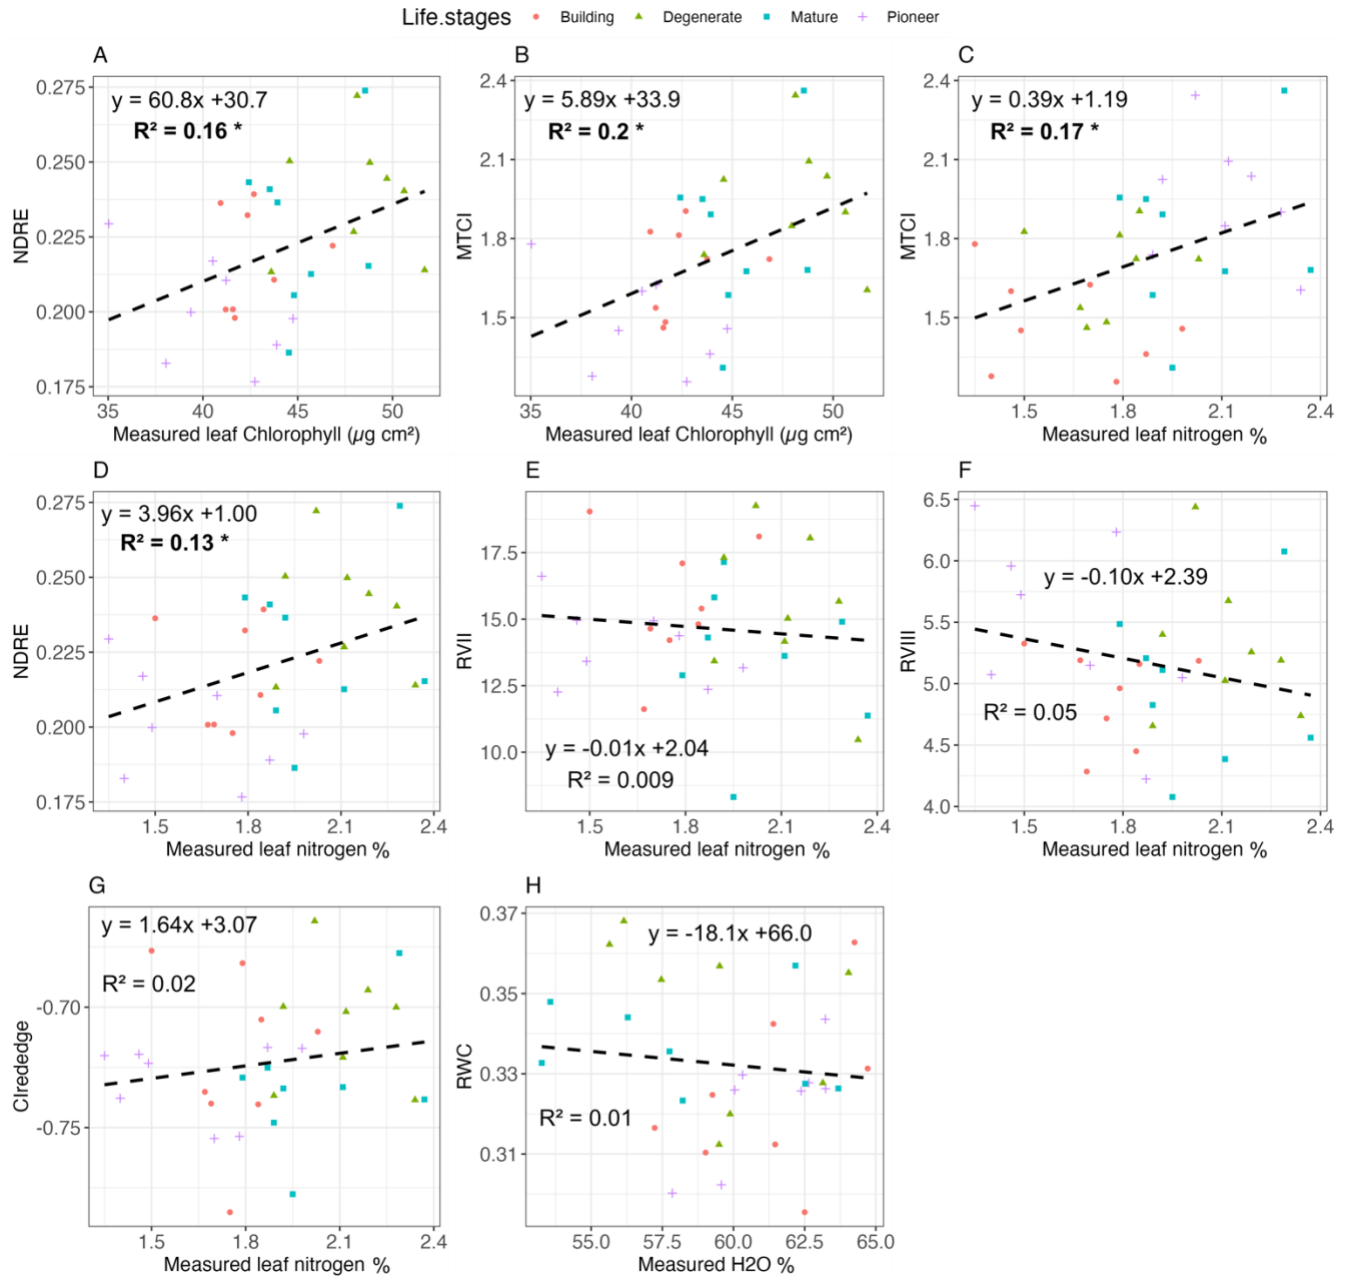 Life.stages Building Degenerate Mature Pioneer
A
y = 60.8x +30.7
R² = 0.16 *
0.275
0.250
0.225
0.200
0.175
NDRE
35 40 45 50
Measured leaf Chlorophyll (µg cm²)
B
y = 5.89x +33.9
R² = 0.2 *
2.4
2.1
1.8
1.5
MTCI
35 40 45 50
Measured leaf Chlorophyll (µg cm²)
C
y = 0.39x +1.19
R² = 0.17 *
2.4
2.1
1.8
1.5
MTCI
1.5 1.8 2.1 2.4
Measured leaf nitrogen %
D
y = 3.96x +1.00
R² = 0.13 *
0.275
0.250
0.225
0.200
0.175
NDRE
1.5 1.8 2.1 2.4
Measured leaf nitrogen %
E
17.5
15.0
12.5
10.0
RVII
y = -0.01x +2.04
R² = 0.009
1.5 1.8 2.1 2.4
Measured leaf nitrogen %
F
6.5
6.0
5.5
5.0
4.5
4.0
RVIII
y = -0.10x +2.39
R² = 0.05
1.5 1.8 2.1 2.4
Measured leaf nitrogen %
G
y = 1.64x +3.07
R² = 0.02
-0.70
-0.75
CIrededge
1.5 1.8 2.1 2.4
Measured leaf nitrogen %
H
y = -18.1x +66.0
R² = 0.01
0.37
0.35
0.33
0.31
RWC
55.0 57.5 60.0 62.5 65.0
Measured H2O %